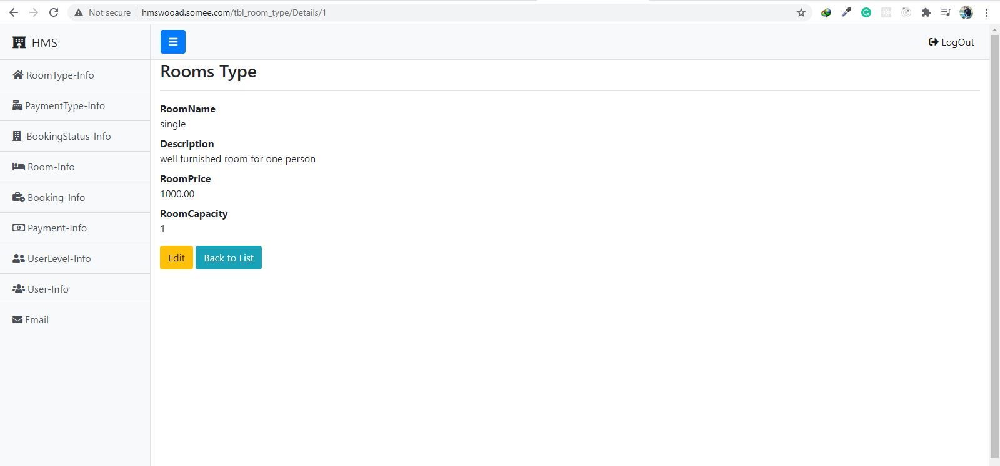 Not secure | hmswooad.somee.com/tbl_room_type/Details/1
HMS
LogOut
RoomType-Info
PaymentType-Info
BookingStatus-Info
Room-Info
Booking-Info
Payment-Info
UserLevel-Info
User-Info
Email
Rooms Type
RoomName
single
Description
well furnished room for one person
RoomPrice
1000.00
RoomCapacity
1
Edit
Back to List